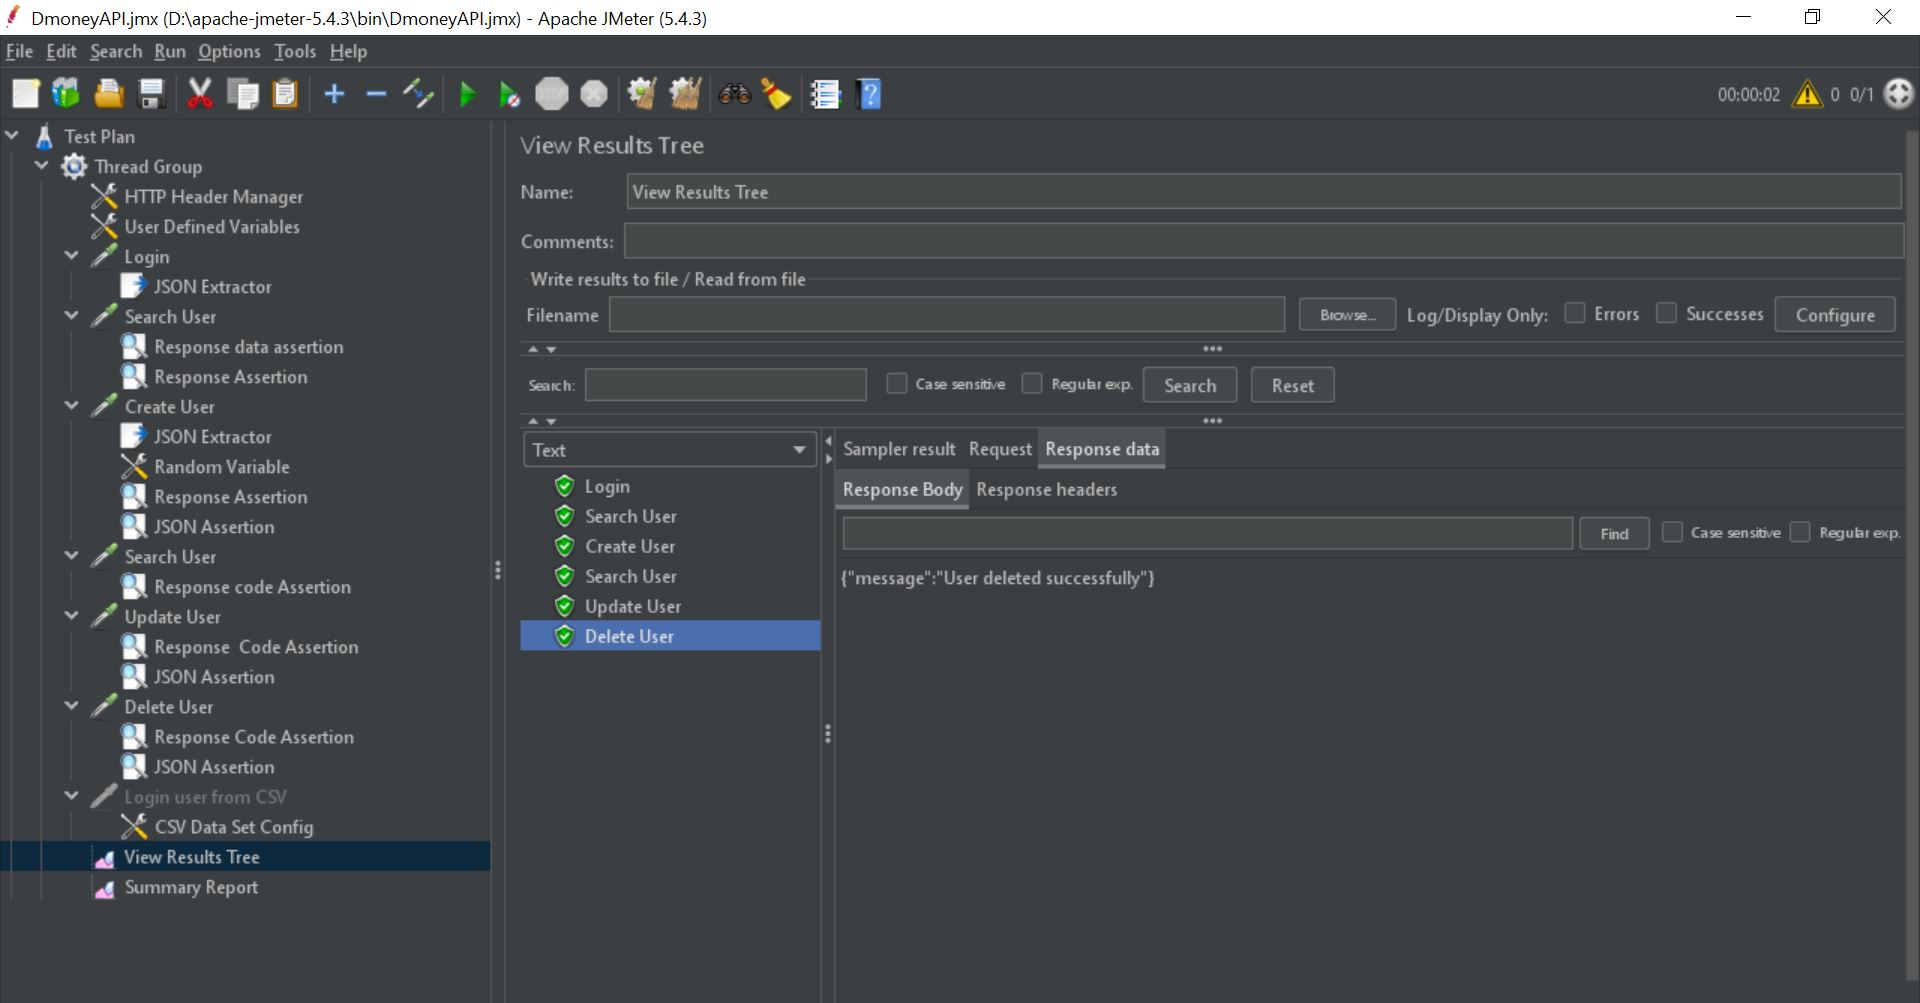 DmoneyAPI.jmx (D:\apache-jmeter-5.4.3\bin\DmoneyAPI.jmx) - Apache JMeter (5.4.3)
File Edit Search Run Options Tools Help
STOP
00:00:02 0 0/1
Test Plan
Thread Group
HTTP Header Manager
User Defined Variables
Login
JSON Extractor
Search User
Response data assertion
Response Assertion
Create User
JSON Extractor
Random Variable
Response Assertion
JSON Assertion
Search User
Response code Assertion
Update User
Response  Code Assertion
JSON Assertion
Delete User
Response Code Assertion
JSON Assertion
Login user from CSV
CSV Data Set Config
View Results Tree
Summary Report
View Results Tree
Name: View Results Tree
Comments:
Write results to file / Read from file
Filename Browse... Log/Display Only: Errors Successes Configure
Search: Case sensitive Regular exp. Search Reset
Text
Login
Search User
Create User
Search User
Update User
Delete User
Sampler result Request Response data
Response Body Response headers
Find Case sensitive Regular exp.
{"message":"User deleted successfully"}